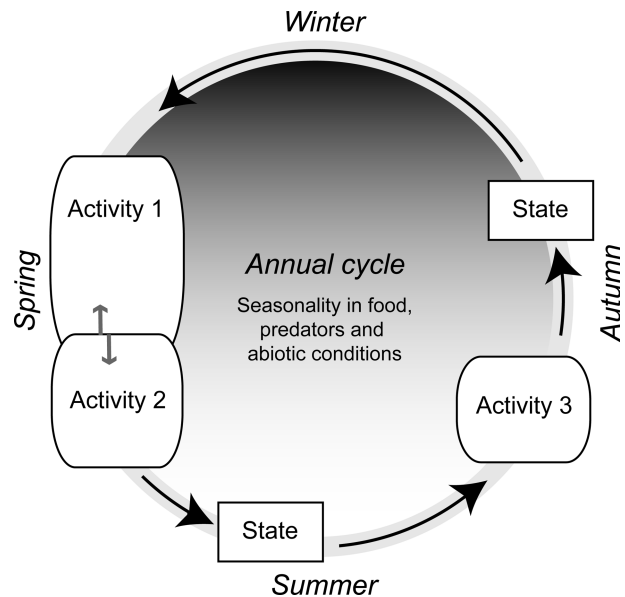 Winter
Activity 1
State
Spring
Annual cycle
Seasonality in food,
predators and
abiotic conditions
Autumn
Activity 2
Activity 3
State
Summer